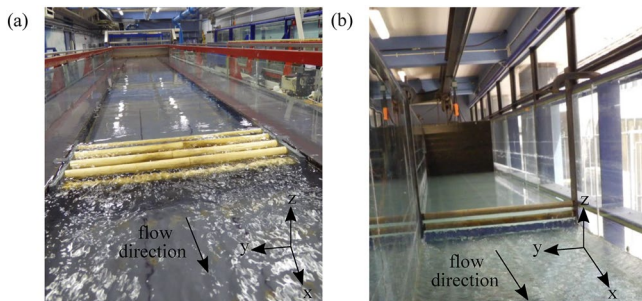 (a)
flow
direction
z
y
x
(b)
flow
direction
z
y
x